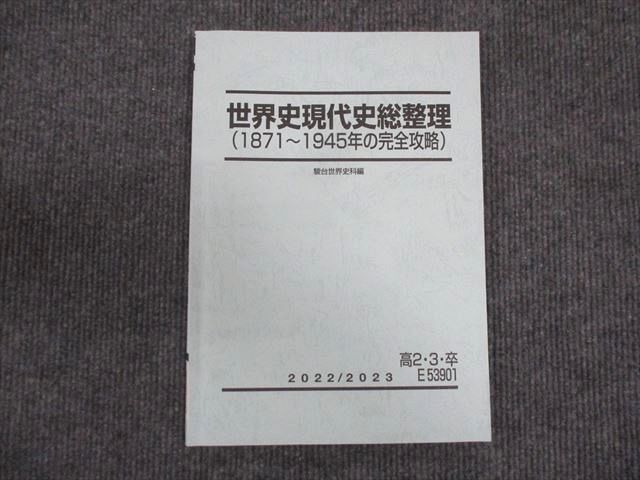 世界史現代史総整理
(1871～1945年の完全攻略)
駿台世界史科編
高2・3・卒
2022/2023 E53901